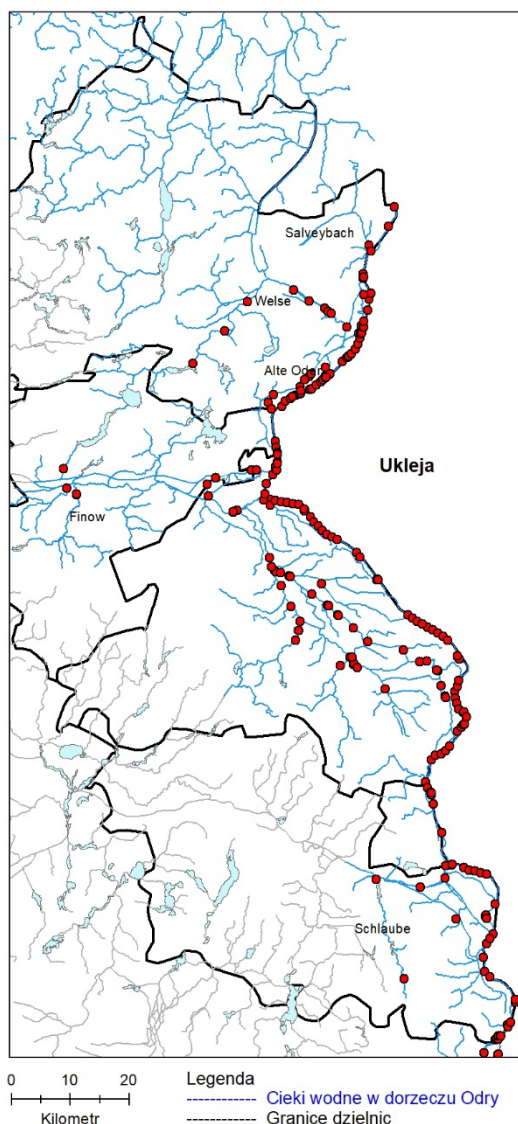 Salveybach
Welse
Alte Oder
Ukleja
Finow
Schlaube
0 10 20
Kilometr
Legenda
Cieki wodne w dorzeczu Odry
Granice dzielnic